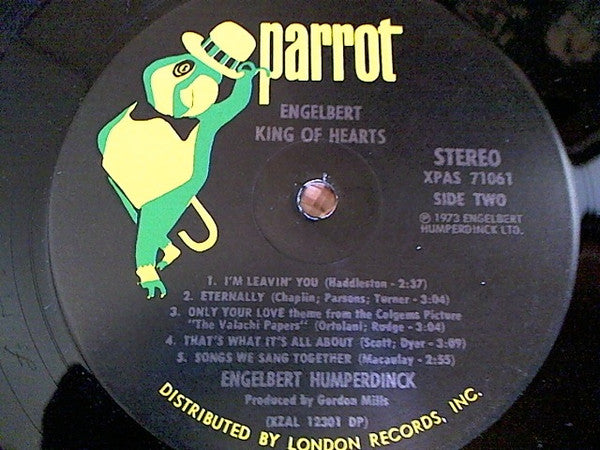 parrot
ENGELBERT
KING OF HEARTS
STEREO
XPAS 71061
SIDE TWO
℗ 1973 ENGELBERT
HUMPERDINCK LTD.
1. I'M LEAVIN' YOU (Haddleston - 2:37)
2. ETERNALLY (Chaplin; Parsons; Turner - 3:04)
3. ONLY YOUR LOVE theme from the Colgems Picture
"The Valachi Papers" (Ortolani; Rudge - 3:04)
4. THAT'S WHAT IT'S ALL ABOUT (Scott; Dyer - 3:09)
5. SONGS WE SANG TOGETHER (Macaulay - 2:55)
ENGELBERT HUMPERDINCK
Produced by Gordon Mills
(XZAL 12301 DP)
DISTRIBUTED BY LONDON RECORDS, INC.